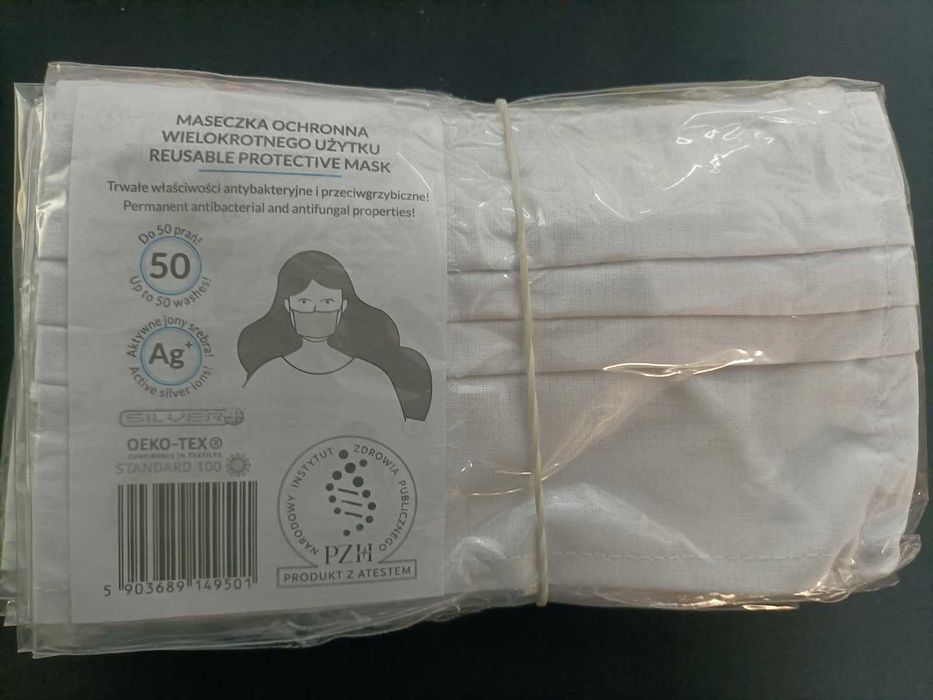 MASECZKA OCHRONNA
WIELOKROTNEGO UŻYTKU
REUSABLE PROTECTIVE MASK
Trwałe właściwości antybakteryjne i przeciwgrzybiczne!
Permanent antibacterial and antifungal properties!
Do 50 prań!
50
Up to 50 washes!
Aktywne jony srebra!
Ag+
Active silver ions!
SILVER+
OEKO-TEX®
CONFIDENCE IN TEXTILES
STANDARD 100
5 903689 149501
NARODOWY INSTYTUT ZDROWIA PUBLICZNEGO
PZH
PRODUKT Z ATESTEM